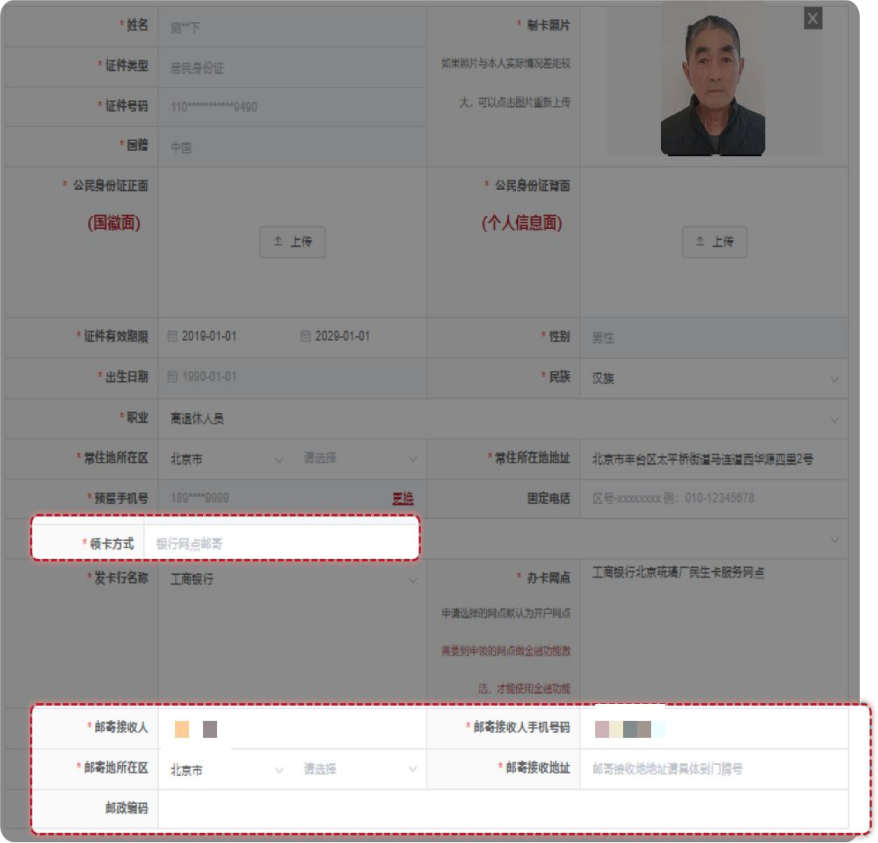 *姓名
*制卡照片
*证件类型 居民身份证
如果照片与本人实际情况差距较
*证件号码 110***********9490
大，可以点击图片重新上传
*国籍 中国
*公民身份证正面
(国徽面)
上传
*公民身份证背面
(个人信息面)
上传
*证件有效期限 2019-01-01 2029-01-01
*性别 男性
*出生日期 1990-01-01
*民族 汉族
*职业 离退休人员
*常住地所在区 北京市 请选择
*常住所在地地址 北京市丰台区太平桥街道马连道西华源四里2号
*预留手机号 189****9999 更换
固定电话 区号-xxxxxxxx 例：010-12345678
*领卡方式 银行网点邮寄
*发卡行名称 工商银行
*办卡网点 工商银行北京琉璃厂民生卡服务网点
申请选择的网点默认为开户网点
需要到申领的网点做金融功能激
活，才能使用金融功能
*邮寄接收人
*邮寄接收人手机号码
*邮寄地所在区 北京市 请选择
*邮寄接收地址 邮寄接收地地址请具体到门牌号
邮政编码